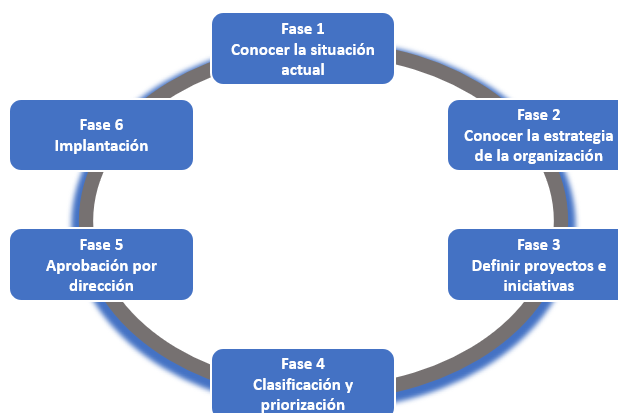 Fase 1
Conocer la situación
actual
Fase 2
Conocer la estrategia
de la organización
Fase 3
Definir proyectos e
iniciativas
Fase 4
Clasificación y
priorización
Fase 5
Aprobación por
dirección
Fase 6
Implantación